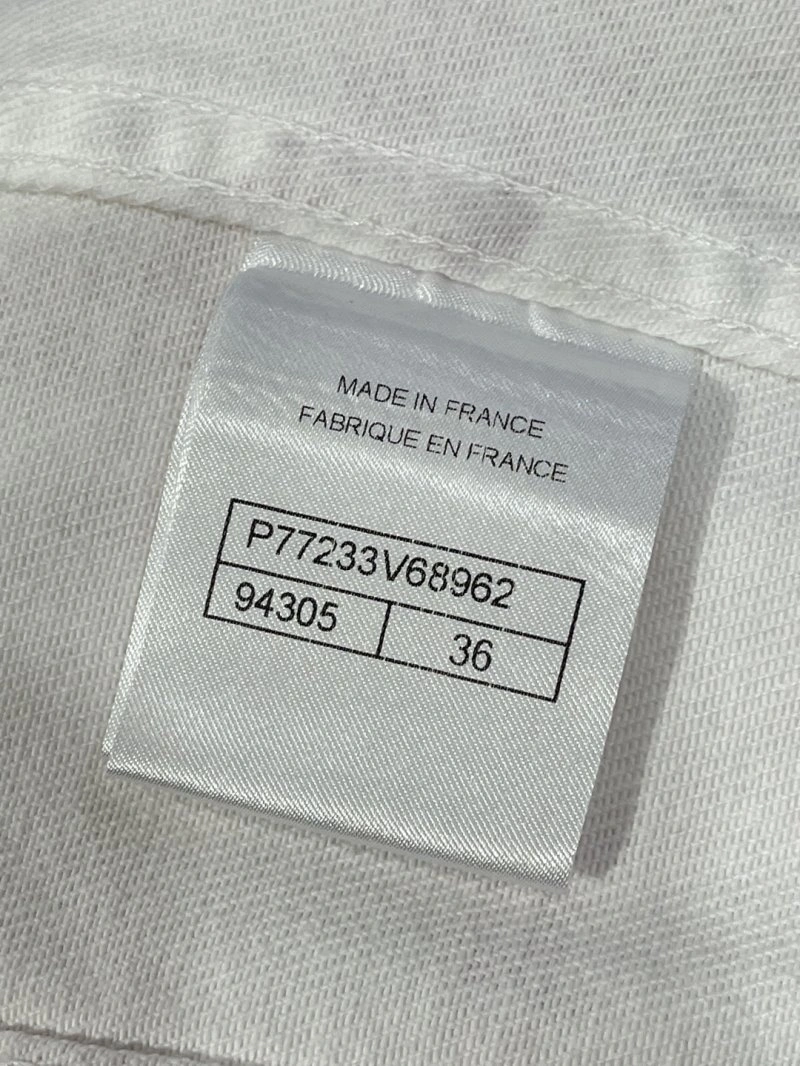 MADE IN FRANCE
FABRIQUE EN FRANCE
P77233V68962
94305 36